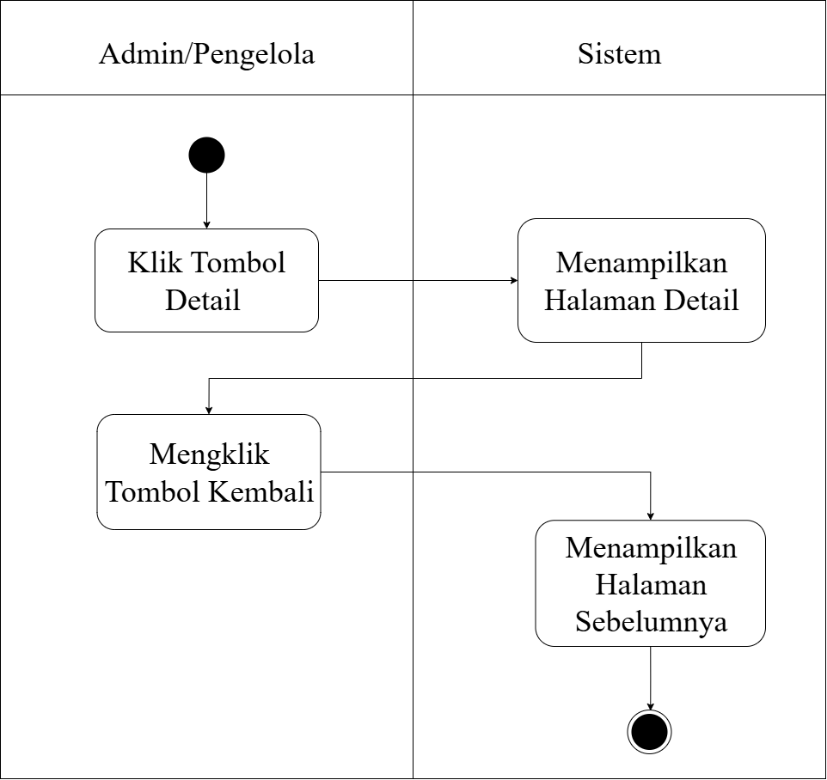 Admin/Pengelola
Sistem
Klik Tombol
Detail
Menampilkan
Halaman Detail
Mengklik
Tombol Kembali
Menampilkan
Halaman
Sebelumnya